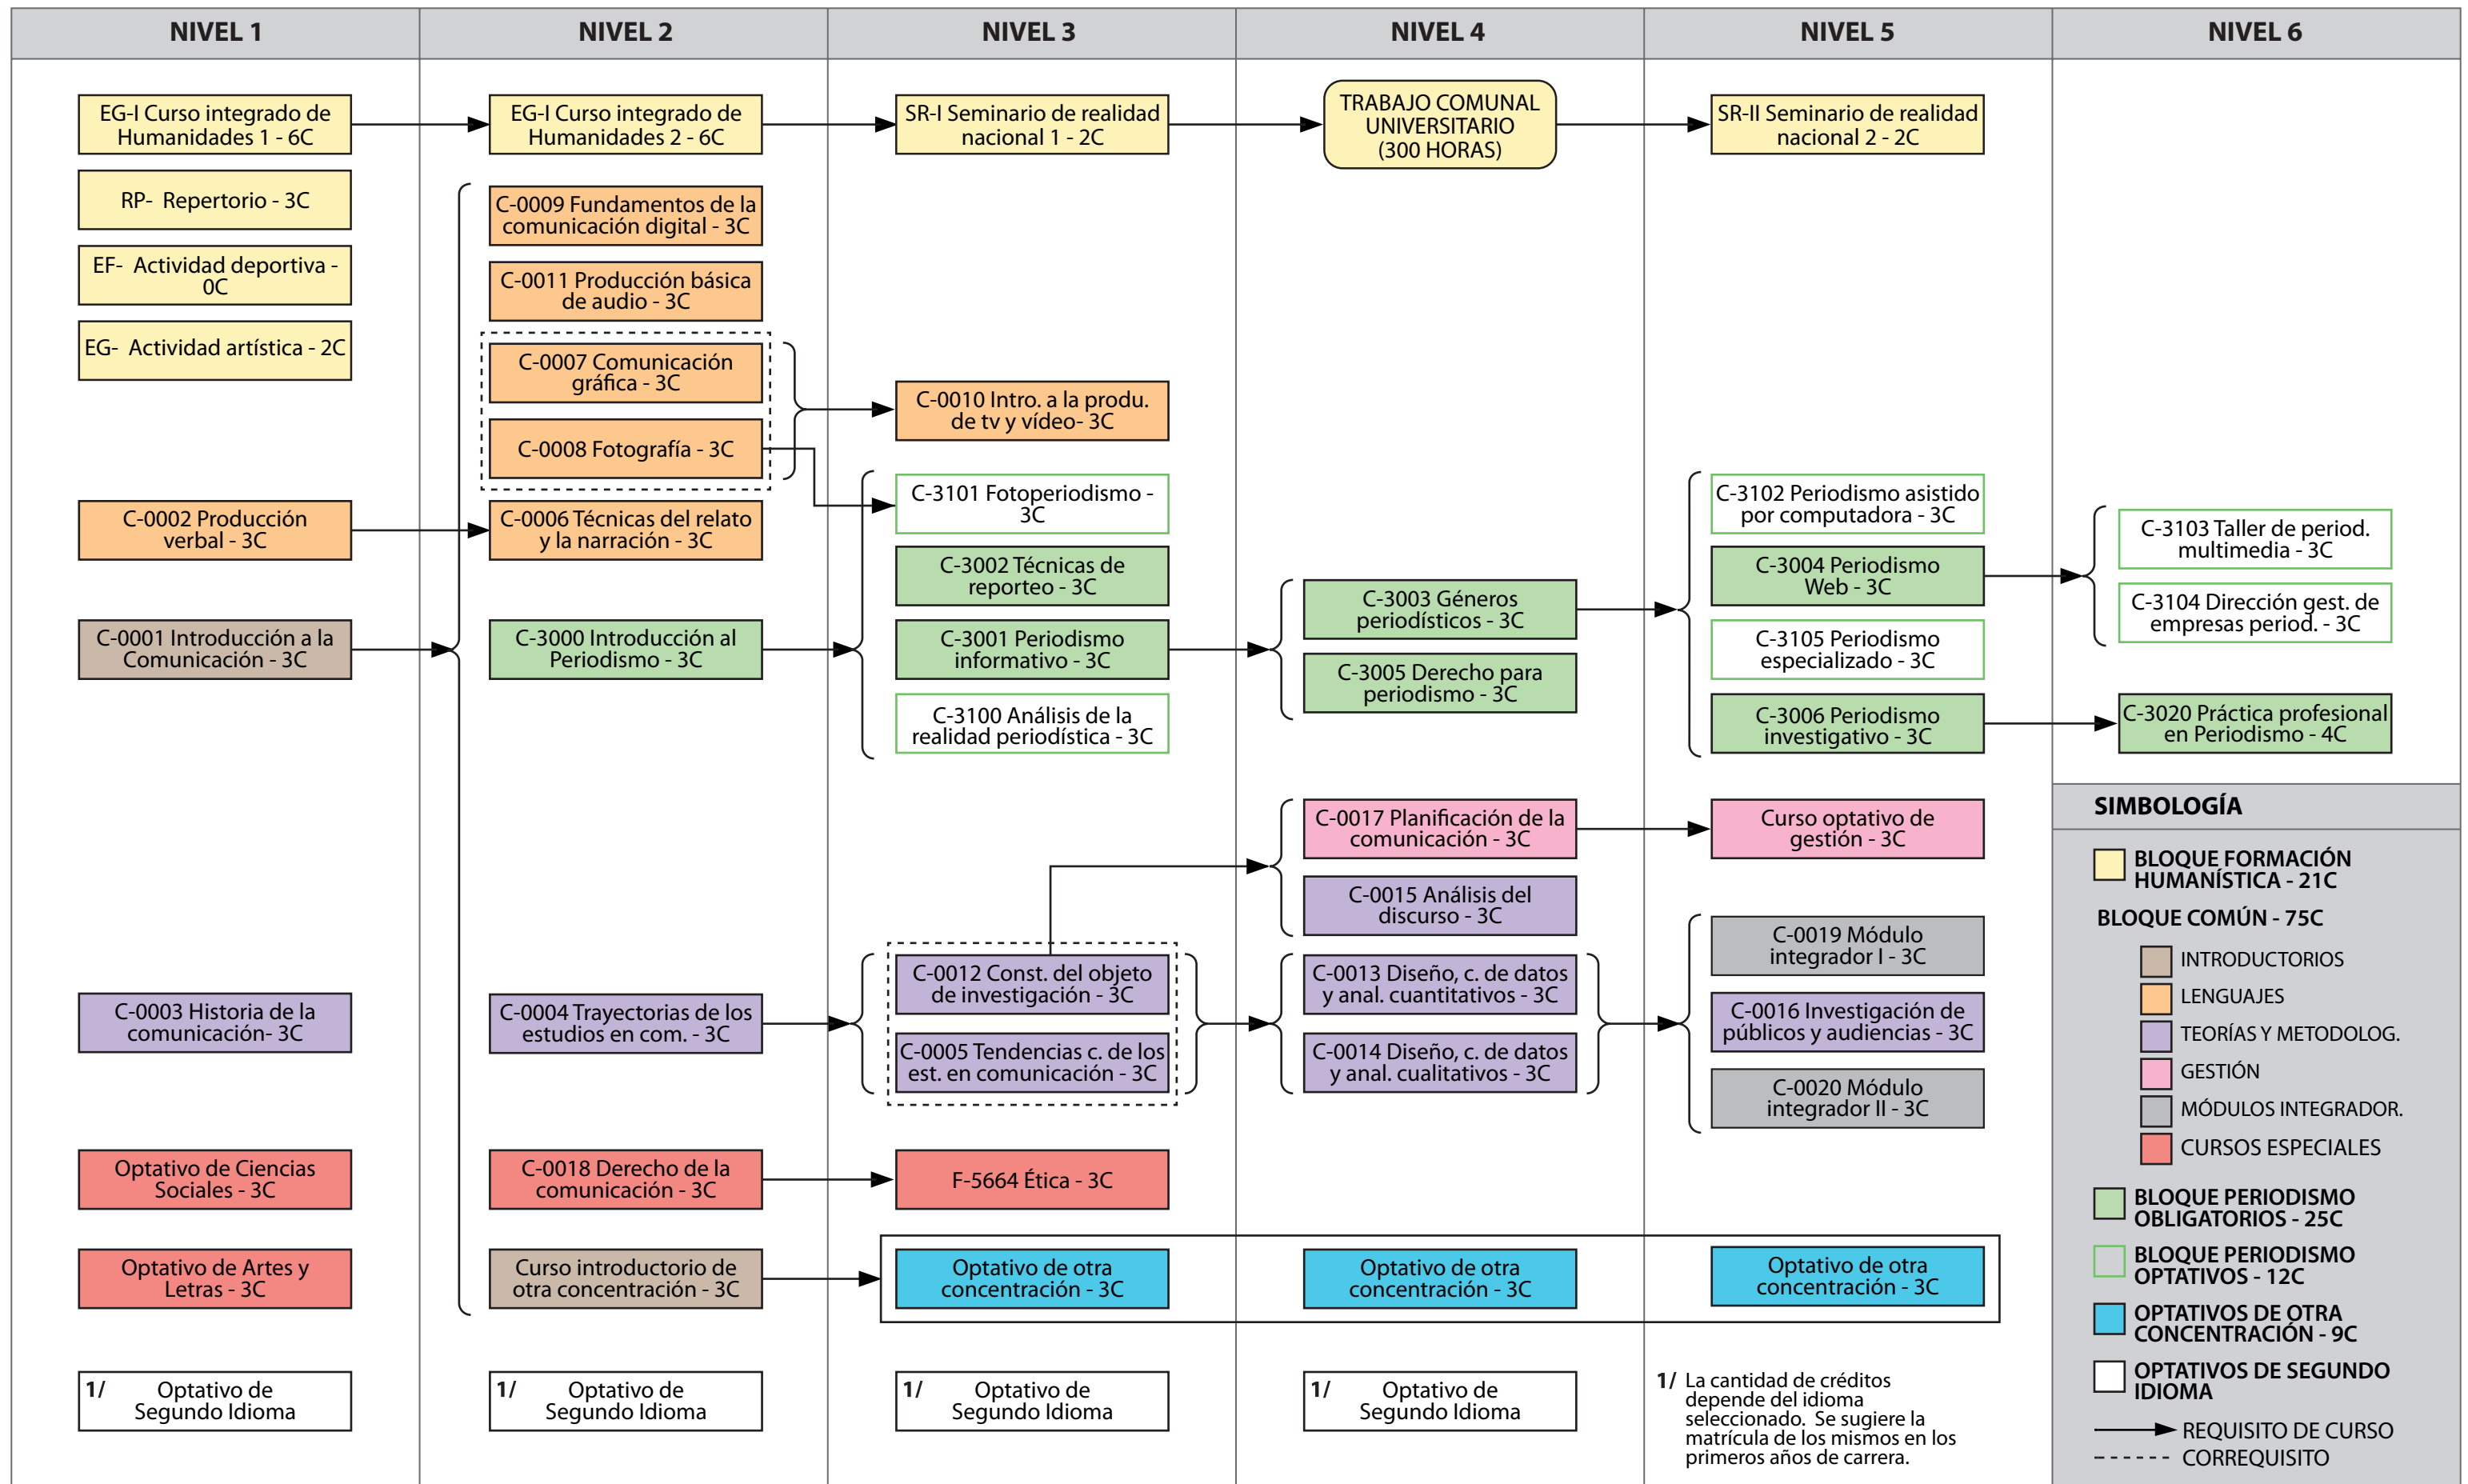 NIVEL 1
NIVEL 2
NIVEL 3
NIVEL 4
NIVEL 5
NIVEL 6
EG-I Curso integrado de
Humanidades 1 - 6C
RP-  Repertorio - 3C
EF-  Actividad deportiva -
0C
EG-  Actividad artística - 2C
C-0002 Producción
verbal - 3C
C-0001 Introducción a la
Comunicación - 3C
C-0003 Historia de la
comunicación- 3C
Optativo de Ciencias
Sociales - 3C
Optativo de Artes y
Letras - 3C
1/ Optativo de
Segundo Idioma
EG-I Curso integrado de
Humanidades 2 - 6C
C-0009 Fundamentos de la
comunicación digital - 3C
C-0011 Producción básica
de audio - 3C
C-0007 Comunicación
gráfica - 3C
C-0008 Fotografía - 3C
C-0006 Técnicas del relato
y la narración - 3C
C-3000 Introducción al
Periodismo - 3C
C-0004 Trayectorias de los
estudios en com. - 3C
C-0018 Derecho de la
comunicación - 3C
Curso introductorio de
otra concentración - 3C
1/ Optativo de
Segundo Idioma
SR-I Seminario de realidad
nacional 1 - 2C
C-0010 Intro. a la produ.
de tv y vídeo- 3C
C-3101 Fotoperiodismo -
3C
C-3002 Técnicas de
reporteo - 3C
C-3001 Periodismo
informativo - 3C
C-3100 Análisis de la
realidad periodística - 3C
C-0012 Const. del objeto
de investigación - 3C
C-0005 Tendencias c. de los
est. en comunicación - 3C
F-5664 Ética - 3C
Optativo de otra
concentración - 3C
1/ Optativo de
Segundo Idioma
TRABAJO COMUNAL
UNIVERSITARIO
(300 HORAS)
C-3003 Géneros
periodísticos - 3C
C-3005 Derecho para
periodismo - 3C
C-0017 Planificación de la
comunicación - 3C
C-0015 Análisis del
discurso - 3C
C-0013 Diseño, c. de datos
y anal. cuantitativos - 3C
C-0014 Diseño, c. de datos
y anal. cualitativos - 3C
Optativo de otra
concentración - 3C
1/ Optativo de
Segundo Idioma
SR-II Seminario de realidad
nacional 2 - 2C
C-3102 Periodismo asistido
por computadora - 3C
C-3004 Periodismo
Web - 3C
C-3105 Periodismo
especializado - 3C
C-3006 Periodismo
investigativo - 3C
Curso optativo de
gestión - 3C
C-0019 Módulo
integrador I - 3C
C-0016 Investigación de
públicos y audiencias - 3C
C-0020 Módulo
integrador II - 3C
Optativo de otra
concentración - 3C
1/ La cantidad de créditos
depende del idioma
seleccionado.  Se sugiere la
matrícula de los mismos en los
primeros años de carrera.
C-3103 Taller de period.
multimedia - 3C
C-3104 Dirección gest. de
empresas period. - 3C
C-3020 Práctica profesional
en Periodismo - 4C
SIMBOLOGÍA
BLOQUE FORMACIÓN
HUMANÍSTICA - 21C
BLOQUE COMÚN - 75C
INTRODUCTORIOS
LENGUAJES
TEORÍAS Y METODOLOG.
GESTIÓN
MÓDULOS INTEGRADOR.
CURSOS ESPECIALES
BLOQUE PERIODISMO
OBLIGATORIOS - 25C
BLOQUE PERIODISMO
OPTATIVOS - 12C
OPTATIVOS DE OTRA
CONCENTRACIÓN - 9C
OPTATIVOS DE SEGUNDO
IDIOMA
REQUISITO DE CURSO
CORREQUISITO